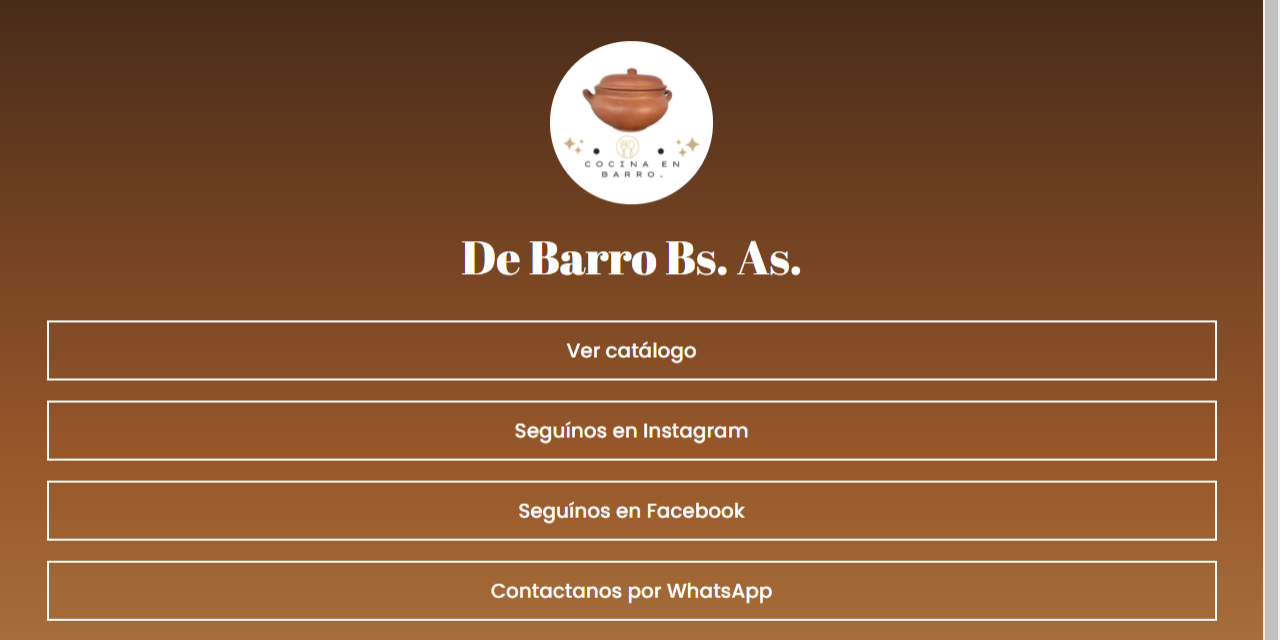 COCINA EN
BARRO.
De Barro Bs. As.
Ver catálogo
Seguínos en Instagram
Seguínos en Facebook
Contactanos por WhatsApp